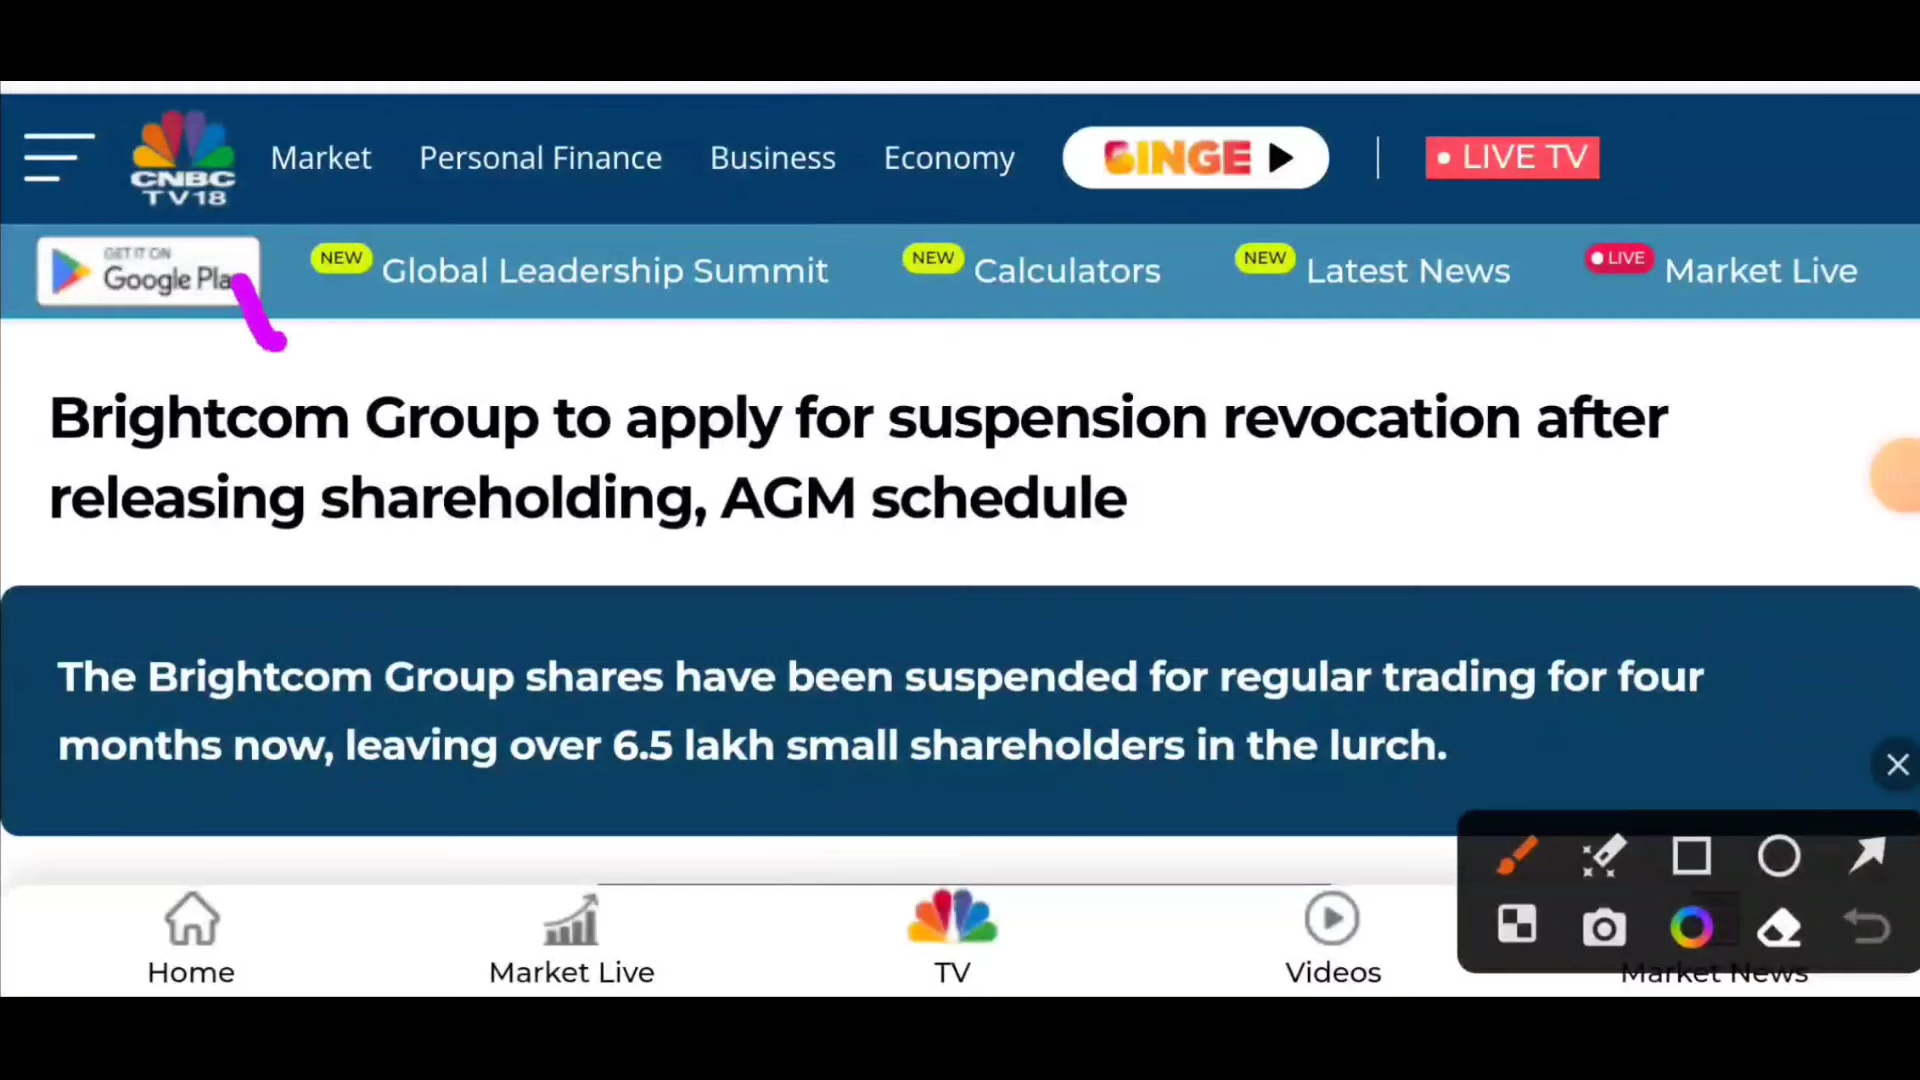 CNBC
TV18
Market
Personal Finance
Business
Economy
BINGE
LIVE TV
GET IT ON
Google Pla
NEW
Global Leadership Summit
NEW
Calculators
NEW
Latest News
LIVE
Market Live
Brightcom Group to apply for suspension revocation after
releasing shareholding, AGM schedule
The Brightcom Group shares have been suspended for regular trading for four
months now, leaving over 6.5 lakh small shareholders in the lurch.
Home
Market Live
TV
Videos
Market News